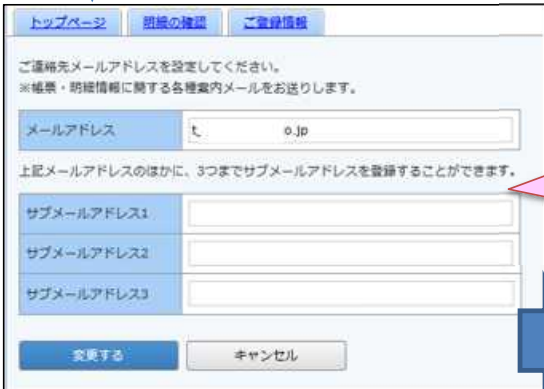 トップページ 明細の確認 ご登録情報
ご連絡先メールアドレスを設定してください。
※帳票・明細情報に関する各種案内メールをお送りします。
メールアドレス t_ o.jp
上記メールアドレスのほかに、3つまでサブメールアドレスを登録することができます。
サブメールアドレス1
サブメールアドレス2
サブメールアドレス3
変更する キャンセル